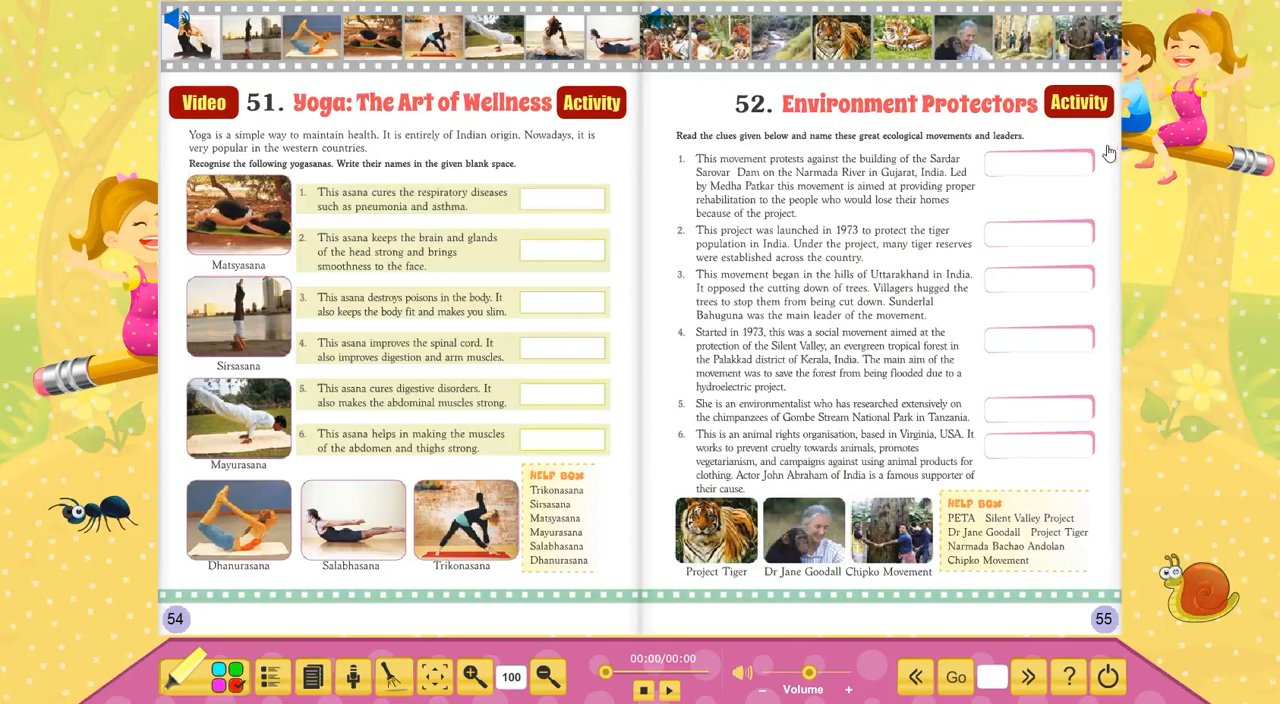 Video 51. Yoga: The Art of Wellness Activity
Yoga is a simple way to maintain health. It is entirely of Indian origin. Nowadays, it is
very popular in the western countries.
Recognise the following yogasanas. Write their names in the given blank space.
Matsyasana
Sirsasana
Mayurasana
1. This asana cures the respiratory diseases
such as pneumonia and asthma.
2. This asana keeps the brain and glands
of the head strong and brings
smoothness to the face.
3. This asana destroys poisons in the body. It
also keeps the body fit and makes you slim.
4. This asana improves the spinal cord. It
also improves digestion and arm muscles.
5. This asana cures digestive disorders. It
also makes the abdominal muscles strong.
6. This asana helps in making the muscles
of the abdomen and thighs strong.
Dhanurasana Salabhasana Trikonasana
HELP BOX
Trikonasana
Sirsasana
Matsyasana
Mayurasana
Salabhasana
Dhanurasana
54
52. Environment Protectors Activity
Read the clues given below and name these great ecological movements and leaders.
1. This movement protests against the building of the Sardar
Sarovar Dam on the Narmada River in Gujarat, India. Led
by Medha Patkar this movement is aimed at providing proper
rehabilitation to the people who would lose their homes
because of the project.
2. This project was launched in 1973 to protect the tiger
population in India. Under the project, many tiger reserves
were established across the country.
3. This movement began in the hills of Uttarakhand in India.
It opposed the cutting down of trees. Villagers hugged the
trees to stop them from being cut down. Sunderlal
Bahuguna was the main leader of the movement.
4. Started in 1973, this was a social movement aimed at the
protection of the Silent Valley, an evergreen tropical forest in
the Palakkad district of Kerala, India. The main aim of the
movement was to save the forest from being flooded due to a
hydroelectric project.
5. She is an environmentalist who has researched extensively on
the chimpanzees of Gombe Stream National Park in Tanzania.
6. This is an animal rights organisation, based in Virginia, USA. It
works to prevent cruelty towards animals, promotes
vegetarianism, and campaigns against using animal products for
clothing. Actor John Abraham of India is a famous supporter of
their cause.
Project Tiger Dr Jane Goodall Chipko Movement
HELP BOX
PETA Silent Valley Project
Dr Jane Goodall Project Tiger
Narmada Bachao Andolan
Chipko Movement
55
100
00:00/00:00
− Volume +
Go
?